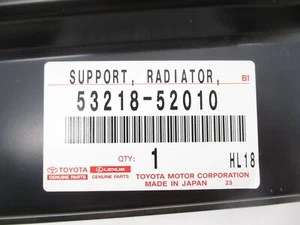 SUPPORT, RADIATOR, BI
53218-52010
QTY: 1 HL18
TOYOTA LEXUS TOYOTA MOTOR CORPORATION
GENUINE PARTS GENUINE PARTS MADE IN JAPAN 23